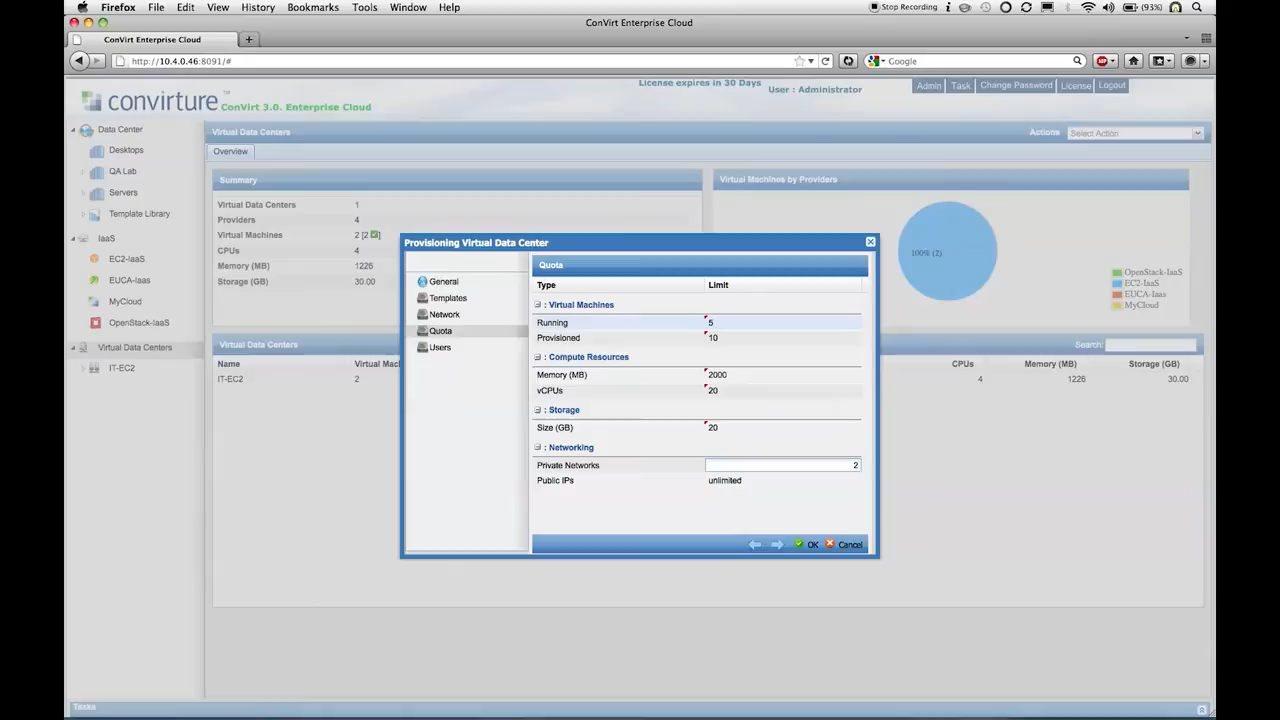 Firefox File Edit View History Bookmarks Tools Window Help Stop Recording (93%)
ConVirt Enterprise Cloud
ConVirt Enterprise Cloud
http://10.4.0.46:8091/# Google
convirture™ ConVirt 3.0. Enterprise Cloud
License expires in 30 Days
User : Administrator
Admin Task Change Password License Logout
Data Center
Desktops
QA Lab
Servers
Template Library
IaaS
EC2-IaaS
EUCA-Iaas
MyCloud
OpenStack-IaaS
Virtual Data Centers
IT-EC2
Virtual Data Centers Actions Select Action
Overview
Summary
Virtual Data Centers 1
Providers 4
Virtual Machines 2 [2 ]
CPUs 4
Memory (MB) 1226
Storage (GB) 30.00
Virtual Machines by Providers
100% (2)
OpenStack-IaaS
EC2-IaaS
EUCA-Iaas
MyCloud
Virtual Data Centers Search:
Name Virtual Mac CPUs Memory (MB) Storage (GB)
IT-EC2 2 4 1226 30.00
Provisioning Virtual Data Center
General
Templates
Network
Quota
Users
Quota
Type Limit
: Virtual Machines
Running 5
Provisioned 10
: Compute Resources
Memory (MB) 2000
vCPUs 20
: Storage
Size (GB) 20
: Networking
Private Networks 2
Public IPs unlimited
OK Cancel
Tasks